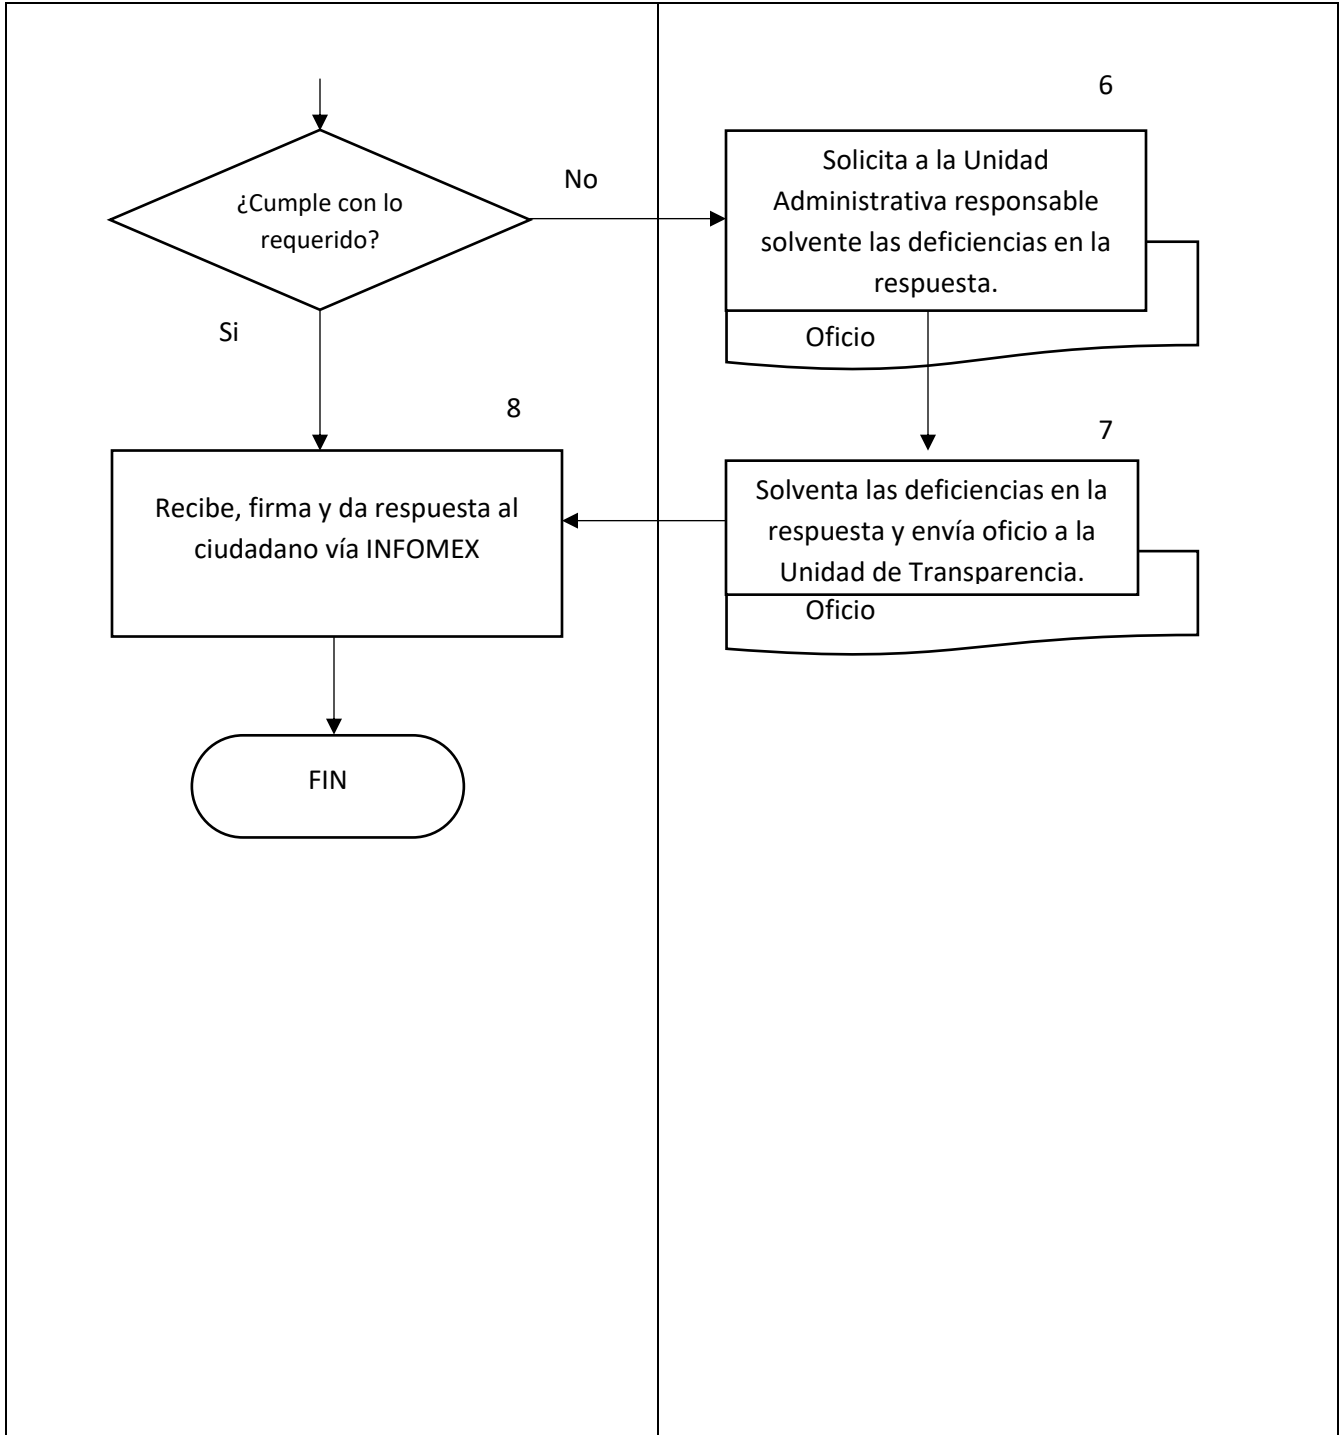 ¿Cumple con lo
requerido?
No
Si
6
Solicita a la Unidad
Administrativa responsable
solvente las deficiencias en la
respuesta.
Oficio
7
Solventa las deficiencias en la
respuesta y envía oficio a la
Unidad de Transparencia.
Oficio
8
Recibe, firma y da respuesta al
ciudadano vía INFOMEX
FIN